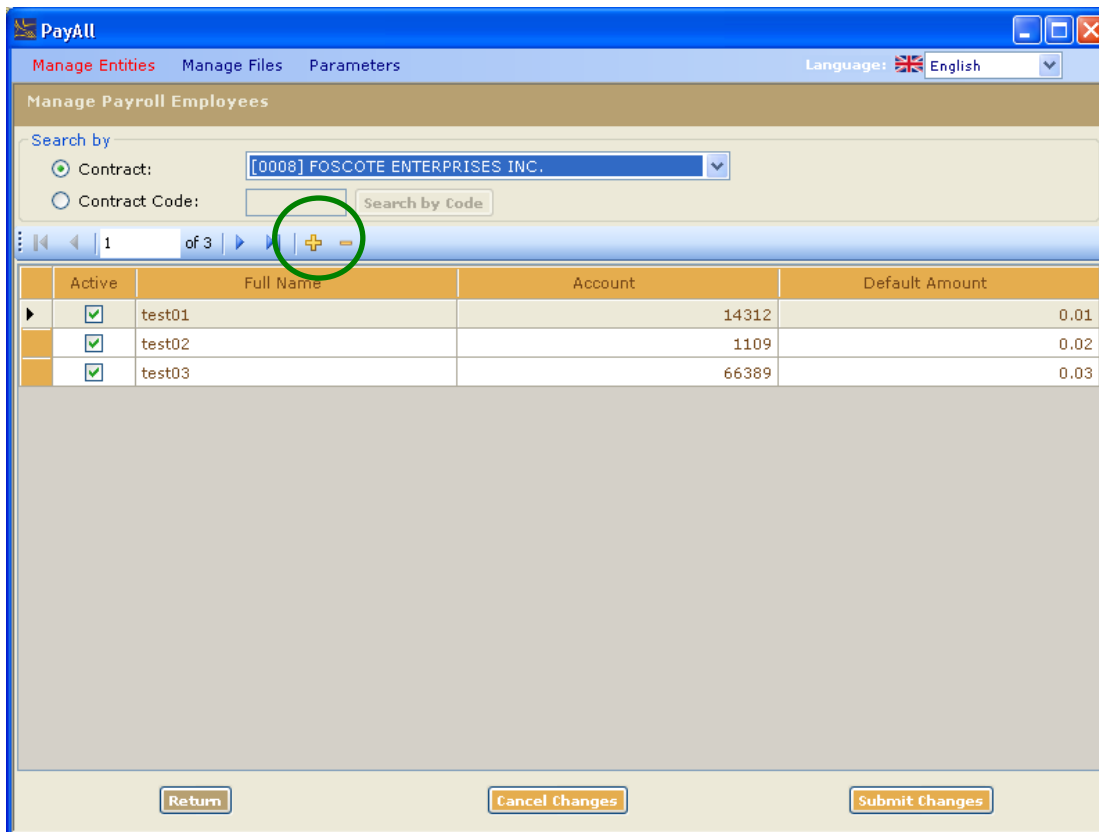 PayAll
Manage Entities Manage Files Parameters Language: English
Manage Payroll Employees
Search by
Contract: [0008] FOSCOTE ENTERPRISES INC.
Contract Code: Search by Code
1 of 3
Active Full Name Account Default Amount
test01 14312 0.01
test02 1109 0.02
test03 66389 0.03
Return Cancel Changes Submit Changes